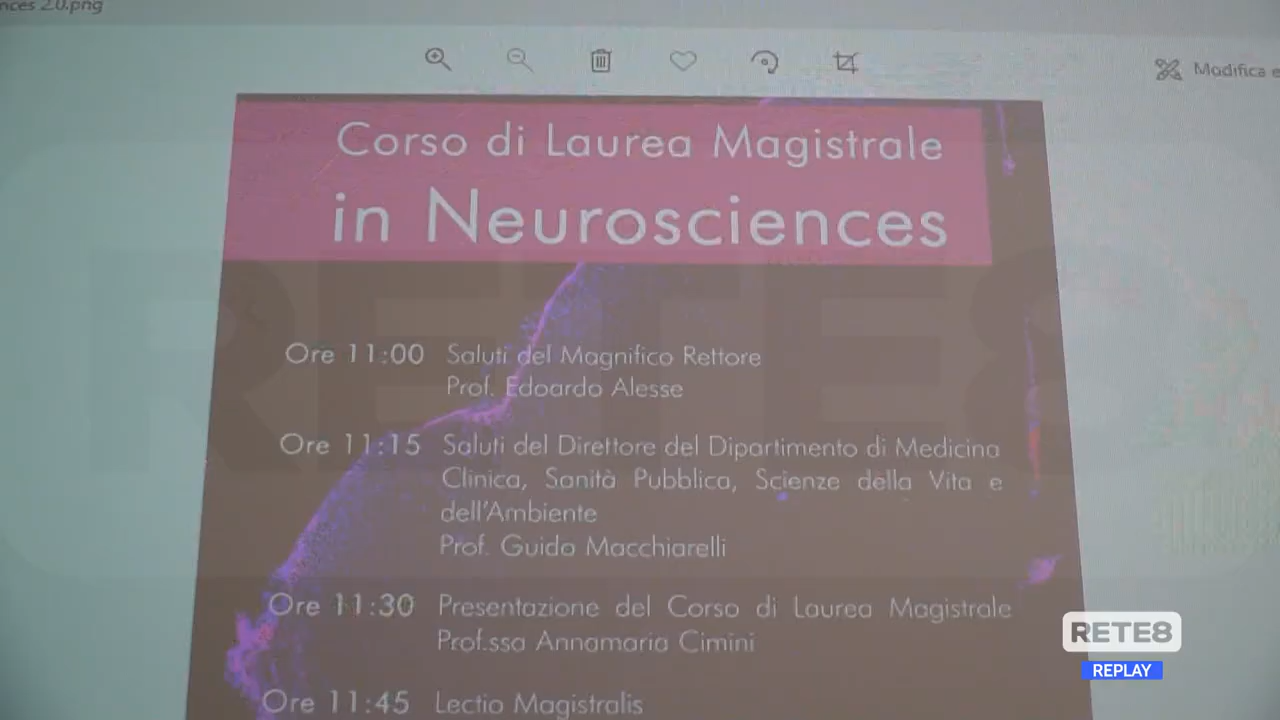 nces 2.0.png
Modifica e
Corso di Laurea Magistrale
in Neurosciences
Ore 11:00 Saluti del Magnifico Rettore
Prof. Edoardo Alesse
Ore 11:15 Saluti del Direttore del Dipartimento di Medicina
Clinica, Sanità Pubblica, Scienze della Vita e
dell'Ambiente
Prof. Guido Macchiarelli
Ore 11:30 Presentazione del Corso di Laurea Magistrale
Prof.ssa Annamaria Cimini
Ore 11:45 Lectio Magistralis
RETE8
RETE8
REPLAY